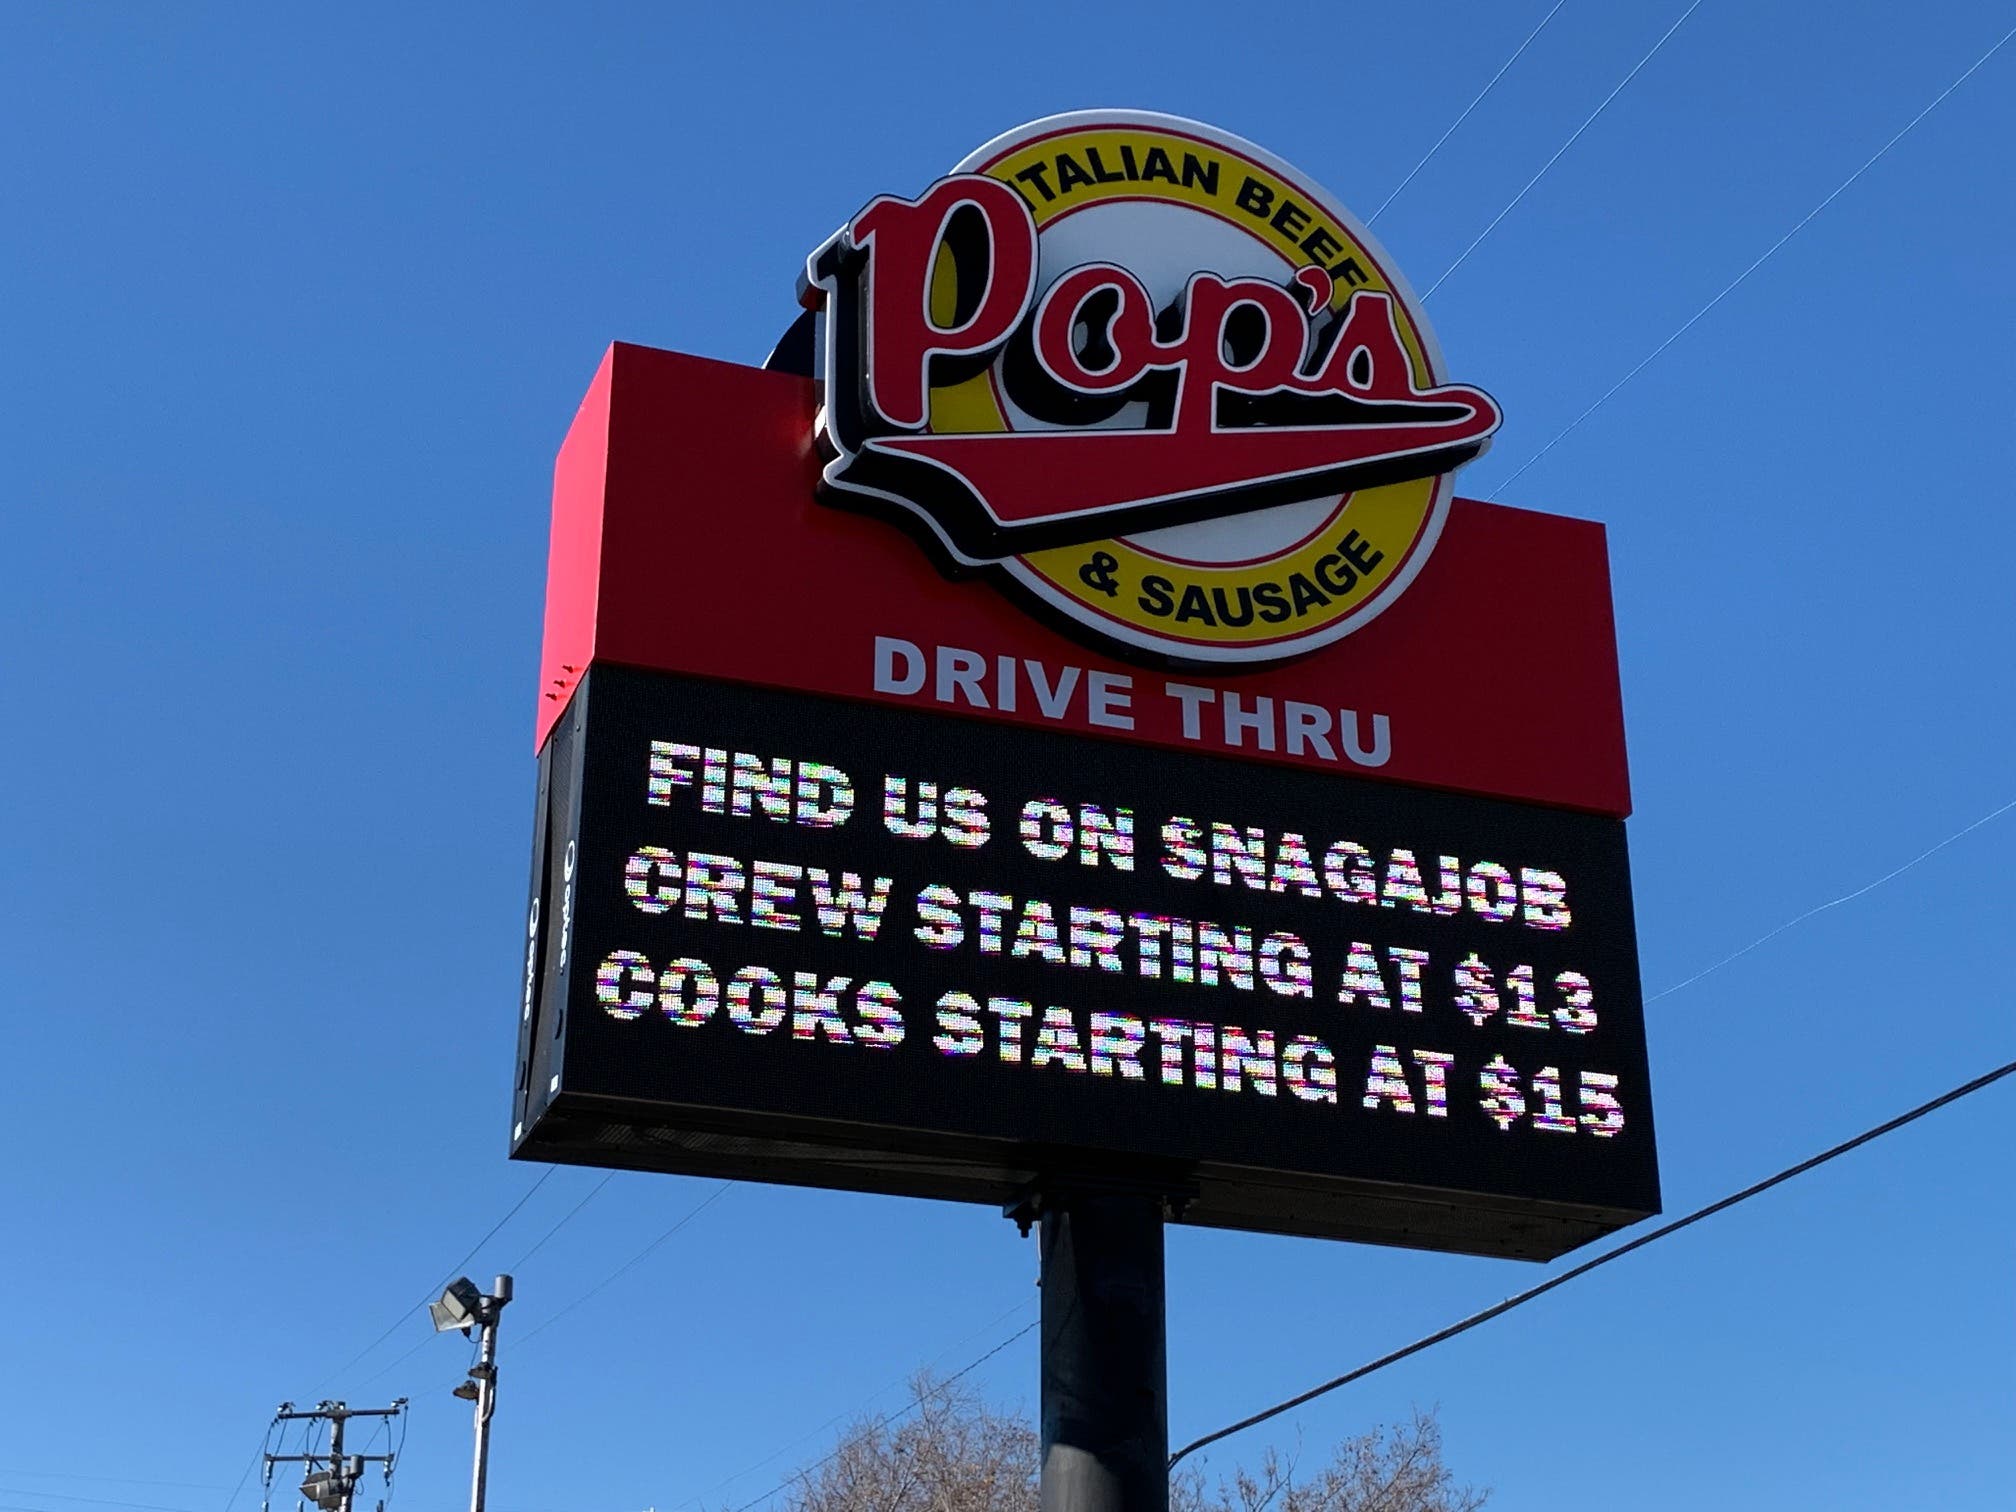 ITALIAN BEEF
Pop's
& SAUSAGE
DRIVE THRU
FIND US ON SNAGAJOB
CREW STARTING AT $13
COOKS STARTING AT $15